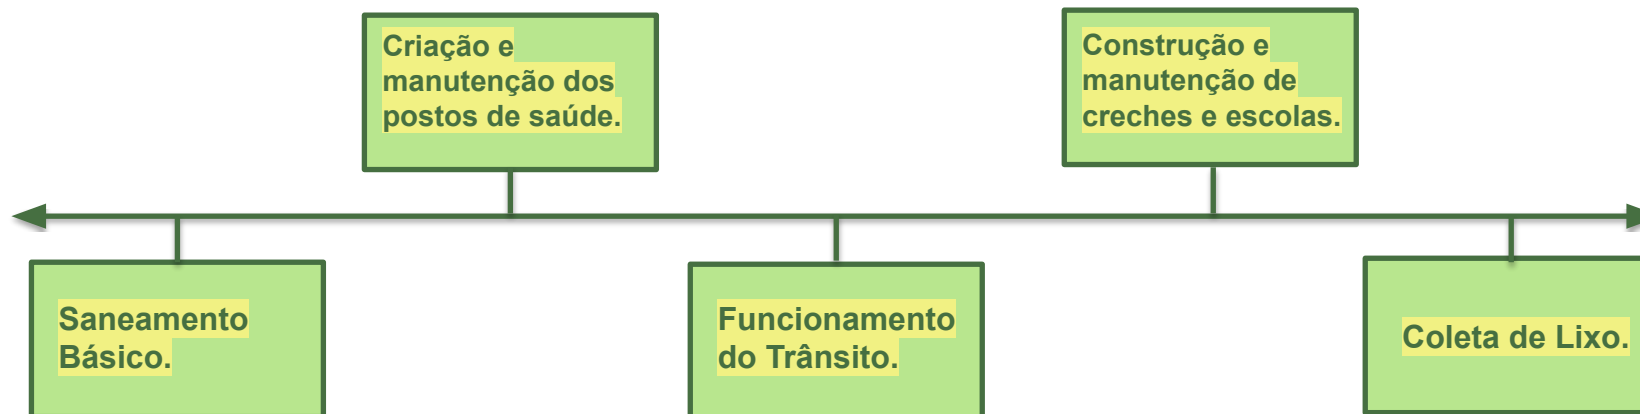 Criação e
manutenção dos
postos de saúde.
Construção e
manutenção de
creches e escolas.
Saneamento
Básico.
Funcionamento
do Trânsito.
Coleta de Lixo.